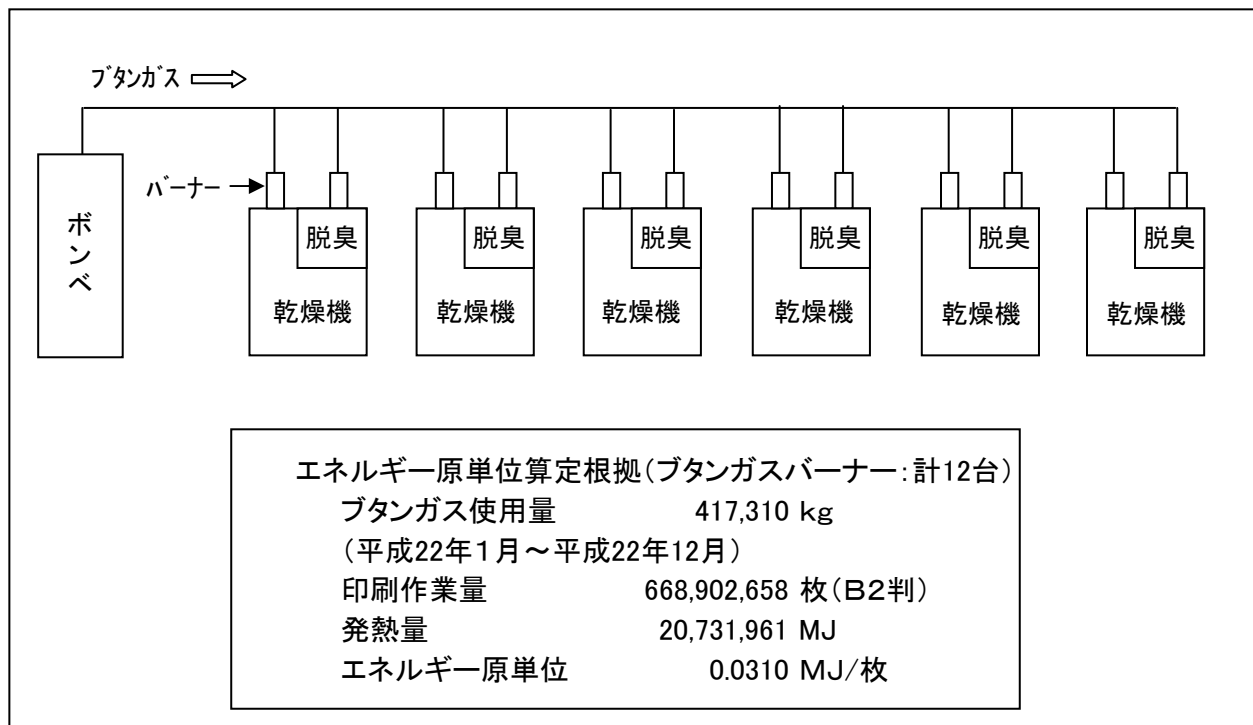 ﾌﾞﾀﾝｶﾞｽ
ﾊﾞｰﾅｰ
ボンベ
脱臭
脱臭
脱臭
脱臭
脱臭
脱臭
乾燥機
乾燥機
乾燥機
乾燥機
乾燥機
乾燥機
エネルギー原単位算定根拠(ブタンガスバーナー:計12台)
ブタンガス使用量 417,310 kg
(平成22年1月～平成22年12月)
印刷作業量 668,902,658 枚(B2判)
発熱量 20,731,961 MJ
エネルギー原単位 0.0310 MJ/枚